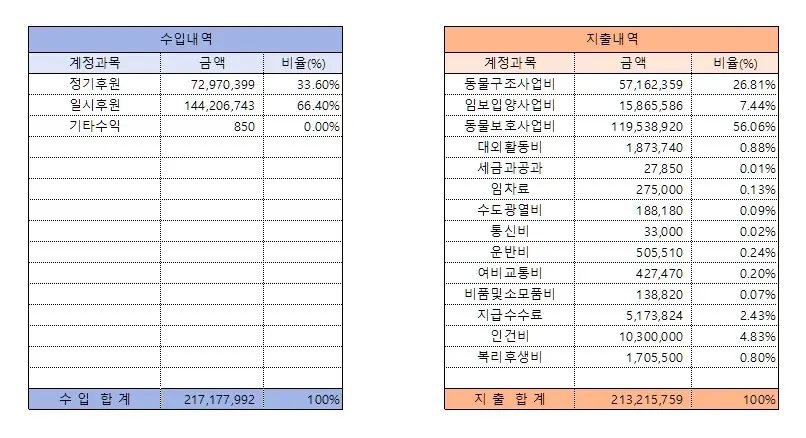 수입내역
계정과목 금액 비율(%)
정기후원 72,970,399 33.60%
일시후원 144,206,743 66.40%
기타수익 850 0.00%
수 입 합 계 217,177,992 100%
지출내역
계정과목 금액 비율(%)
동물구조사업비 57,162,359 26.81%
임보입양사업비 15,865,586 7.44%
동물보호사업비 119,538,920 56.06%
대외활동비 1,873,740 0.88%
세금과공과 27,850 0.01%
임차료 275,000 0.13%
수도광열비 188,180 0.09%
통신비 33,000 0.02%
운반비 505,510 0.24%
여비교통비 427,470 0.20%
비품및소모품비 138,820 0.07%
지급수수료 5,173,824 2.43%
인건비 10,300,000 4.83%
복리후생비 1,705,500 0.80%
지 출 합 계 213,215,759 100%